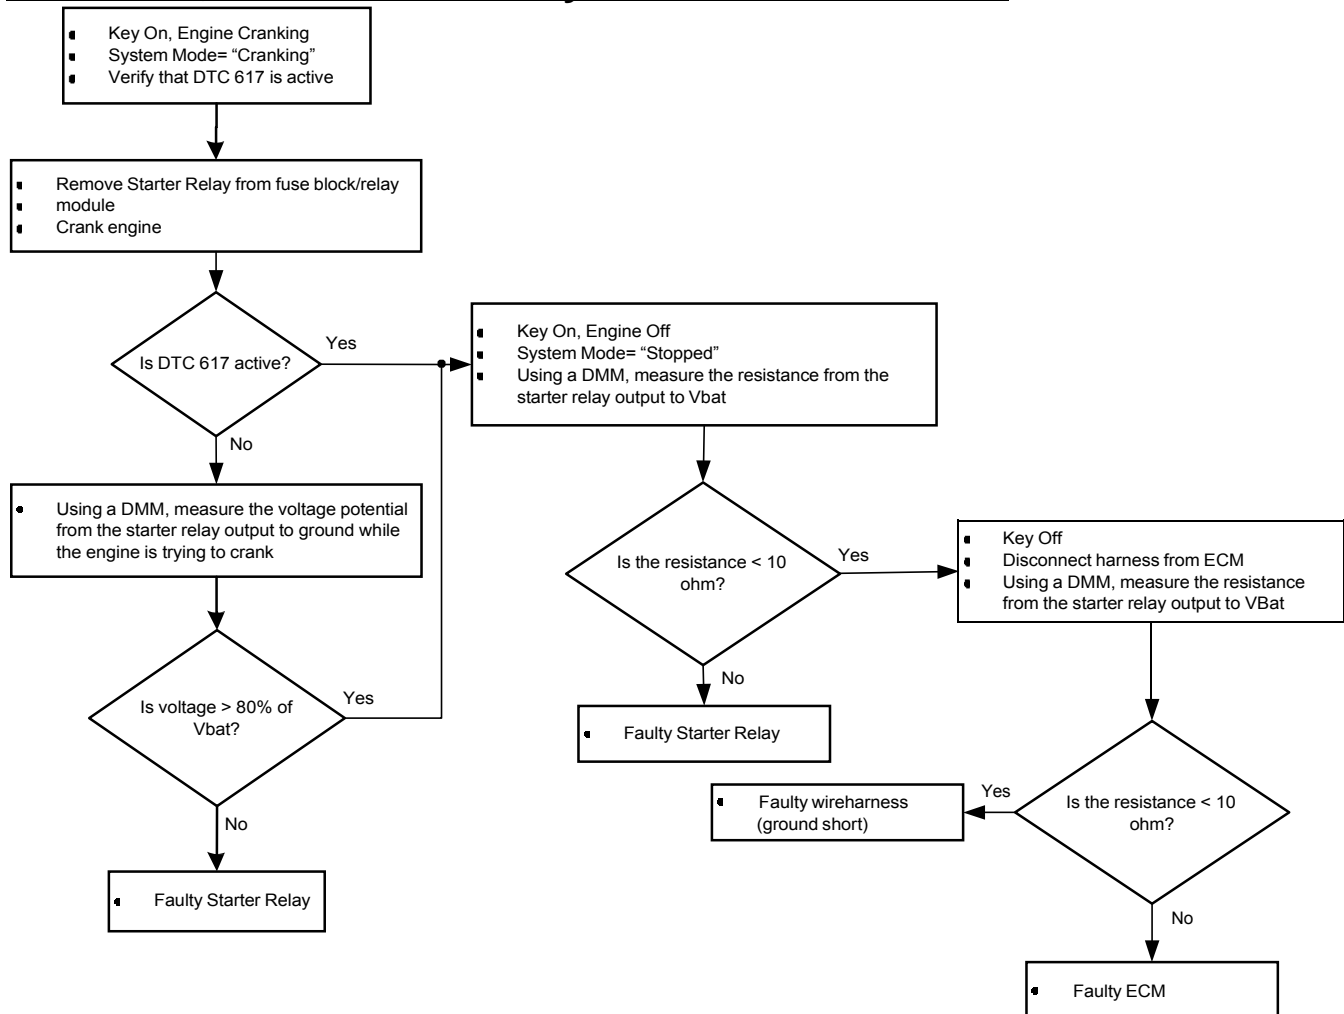 Key On, Engine Cranking
System Mode= “Cranking”
Verify that DTC 617 is active
Remove Starter Relay from fuse block/relay
module
Crank engine
Is DTC 617 active?
Yes
No
Key On, Engine Off
System Mode= “Stopped”
Using a DMM, measure the resistance from the
starter relay output to Vbat
Using a DMM, measure the voltage potential
from the starter relay output to ground while
the engine is trying to crank
Is the resistance < 10
ohm?
Yes
No
Key Off
Disconnect harness from ECM
Using a DMM, measure the resistance
from the starter relay output to VBat
Is voltage > 80% of
Vbat?
Yes
No
Faulty Starter Relay
Faulty Starter Relay
Is the resistance < 10
ohm?
Yes
No
Faulty wireharness
(ground short)
Faulty ECM